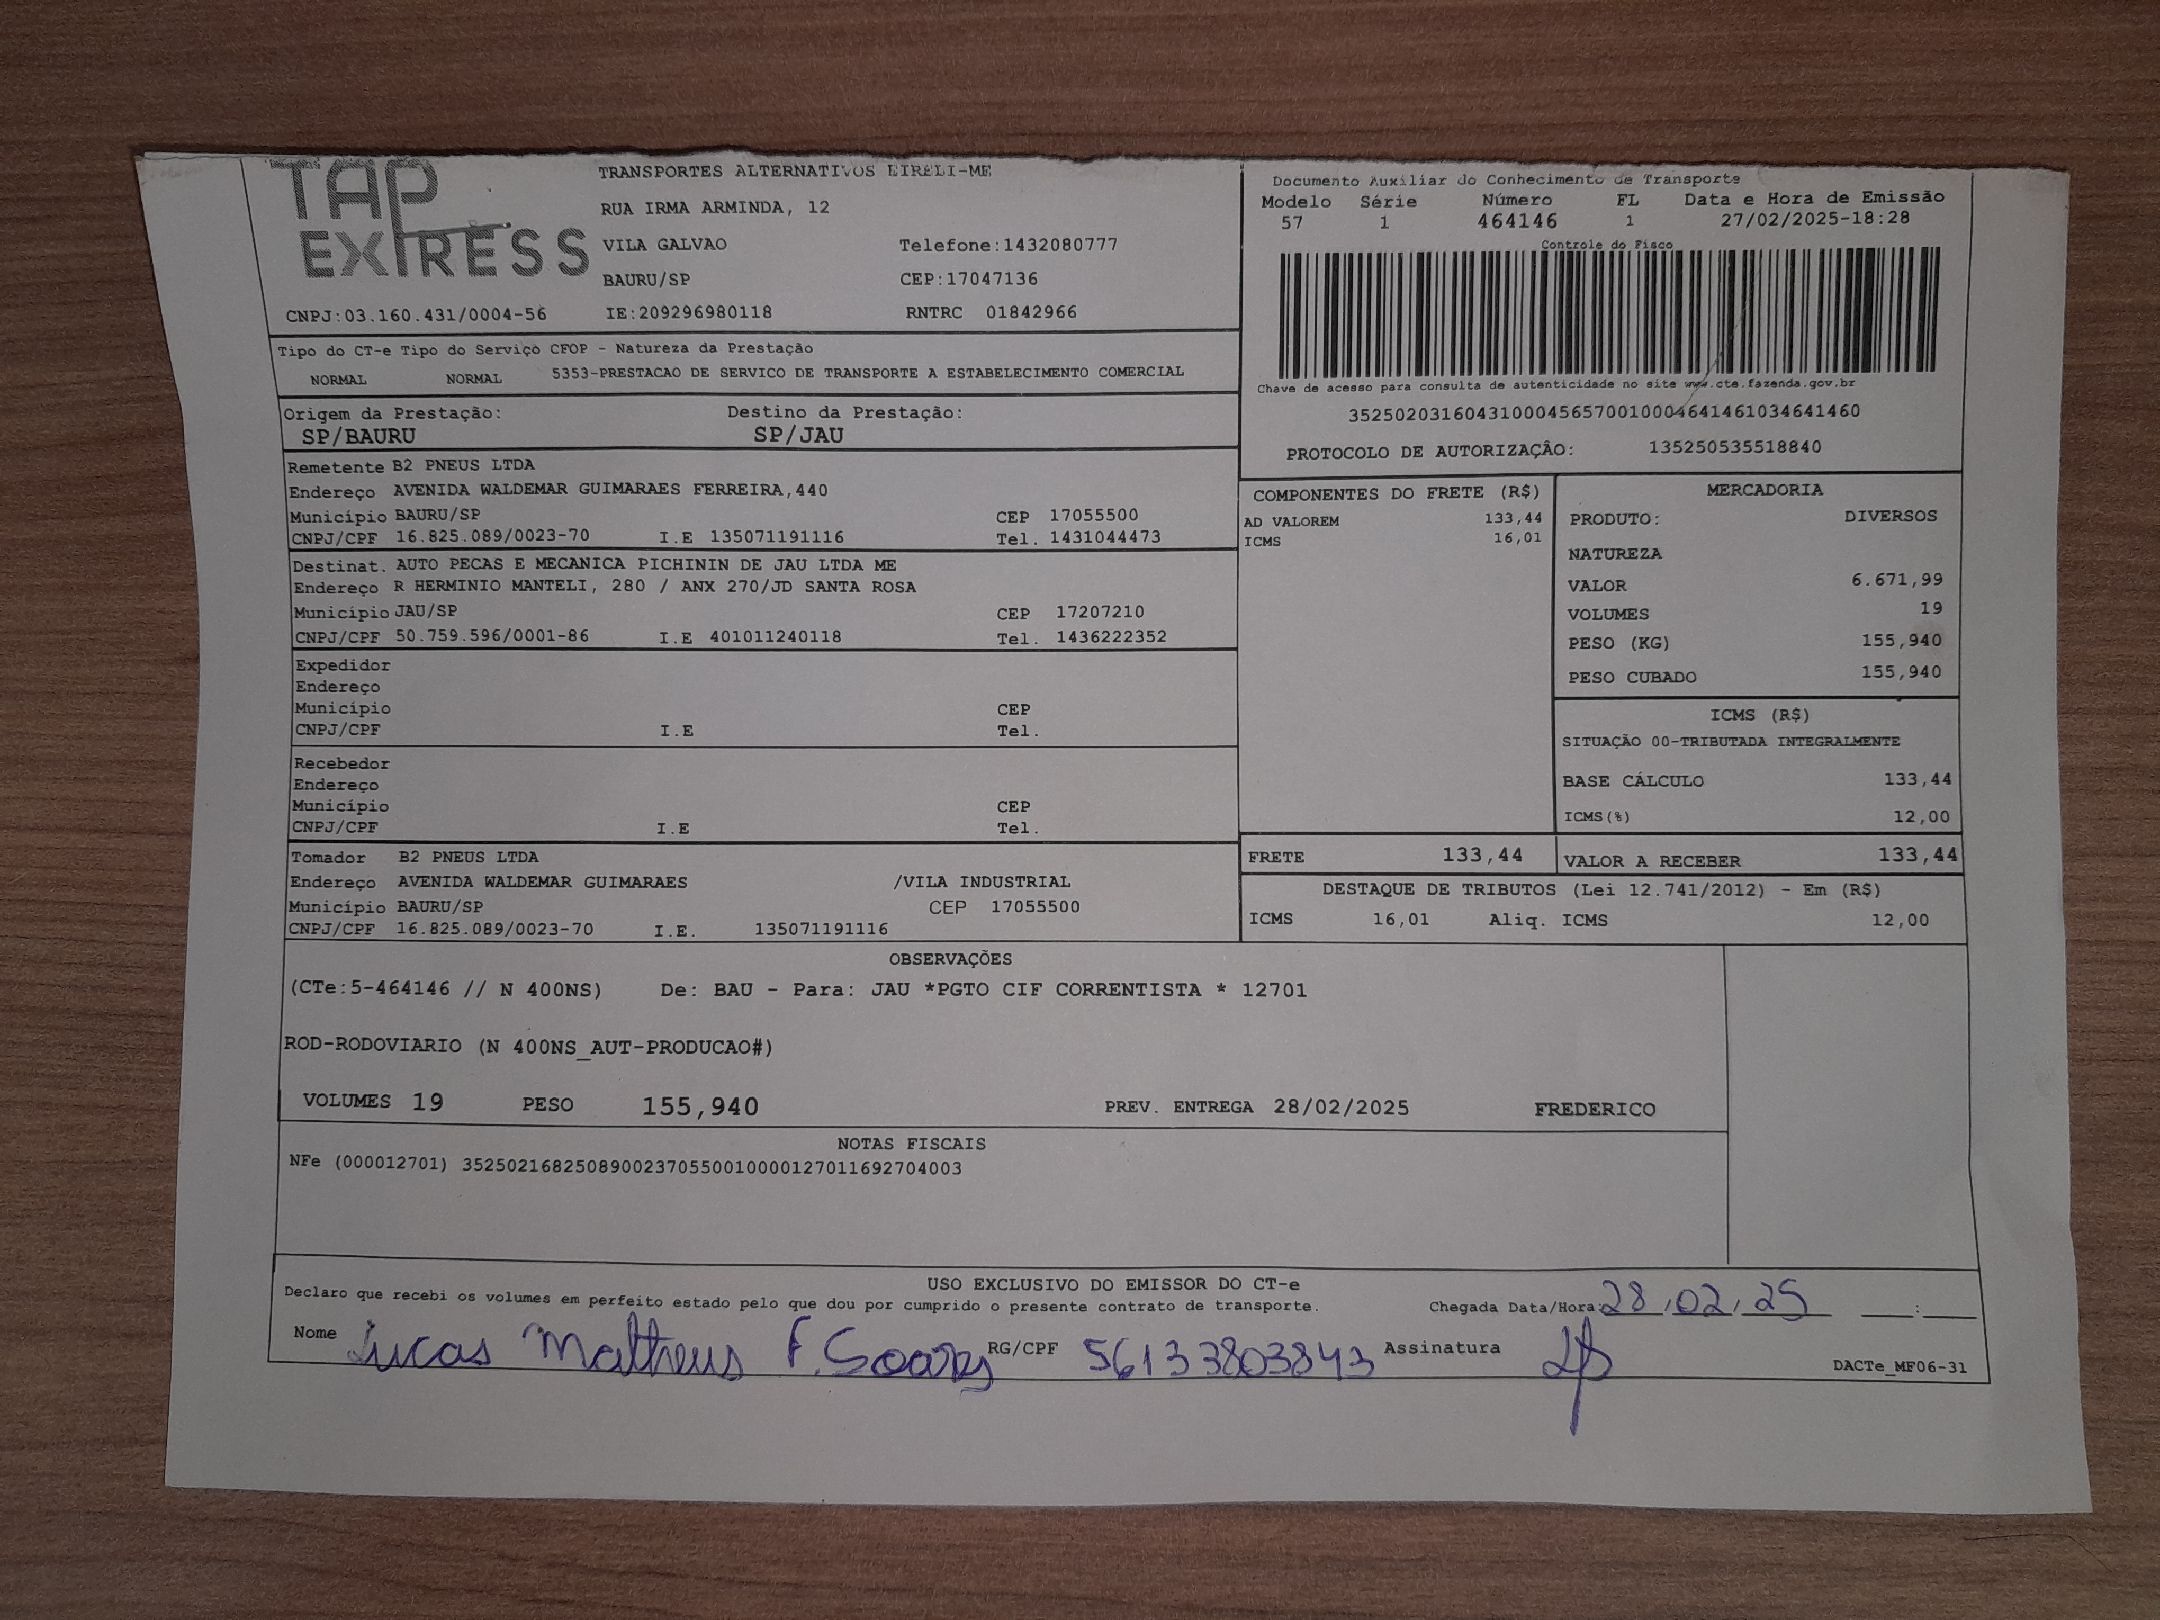 TAP EXPRESS
TRANSPORTES ALTERNATIVOS EIRELI-ME
RUA IRMA ARMINDA, 12
VILA GALVAO Telefone:1432080777
BAURU/SP CEP:17047136
CNPJ:03.160.431/0004-56 IE:209296980118 RNTRC 01842966
Documento Auxiliar do Conhecimento de Transporte
Modelo Série Número FL Data e Hora de Emissão
57 1 464146 1 27/02/2025-18:28
Controle do Fisco
Chave de acesso para consulta de autenticidade no site www.cte.fazenda.gov.br
35250203160431000456570010004641461034641460
PROTOCOLO DE AUTORIZAÇÂO: 135250535518840
Tipo do CT-e Tipo do Serviço CFOP - Natureza da Prestação
NORMAL NORMAL 5353-PRESTACAO DE SERVICO DE TRANSPORTE A ESTABELECIMENTO COMERCIAL
Origem da Prestação: Destino da Prestação:
SP/BAURU SP/JAU
Remetente B2 PNEUS LTDA
Endereço AVENIDA WALDEMAR GUIMARAES FERREIRA,440
Município BAURU/SP CEP 17055500
CNPJ/CPF 16.825.089/0023-70 I.E 135071191116 Tel. 1431044473
Destinat. AUTO PECAS E MECANICA PICHININ DE JAU LTDA ME
Endereço R HERMINIO MANTELI, 280 / ANX 270/JD SANTA ROSA
Município JAU/SP CEP 17207210
CNPJ/CPF 50.759.596/0001-86 I.E 401011240118 Tel. 1436222352
Expedidor
Endereço
Município CEP
CNPJ/CPF I.E Tel.
Recebedor
Endereço
Município CEP
CNPJ/CPF I.E Tel.
Tomador B2 PNEUS LTDA
Endereço AVENIDA WALDEMAR GUIMARAES /VILA INDUSTRIAL
Município BAURU/SP CEP 17055500
CNPJ/CPF 16.825.089/0023-70 I.E. 135071191116
COMPONENTES DO FRETE (R$)
AD VALOREM 133,44
ICMS 16,01
MERCADORIA
PRODUTO: DIVERSOS
NATUREZA
VALOR 6.671,99
VOLUMES 19
PESO (KG) 155,940
PESO CUBADO 155,940
ICMS (R$)
SITUAÇÃO 00-TRIBUTADA INTEGRALMENTE
BASE CÁLCULO 133,44
ICMS(%) 12,00
FRETE 133,44 VALOR A RECEBER 133,44
DESTAQUE DE TRIBUTOS (Lei 12.741/2012) - Em (R$)
ICMS 16,01 Aliq. ICMS 12,00
OBSERVAÇÕES
(CTe:5-464146 // N 400NS) De: BAU - Para: JAU *PGTO CIF CORRENTISTA * 12701
ROD-RODOVIARIO (N 400NS_AUT-PRODUCAO#)
VOLUMES 19 PESO 155,940 PREV. ENTREGA 28/02/2025 FREDERICO
NOTAS FISCAIS
NFe (000012701) 35250216825089002370550010000127011692704003
USO EXCLUSIVO DO EMISSOR DO CT-e
Declaro que recebi os volumes em perfeito estado pelo que dou por cumprido o presente contrato de transporte. Chegada Data/Hora: 28/02/25 __:__
Nome Lucas Matheus F. Soares RG/CPF 56133803843 Assinatura
DACTe_MF06-31